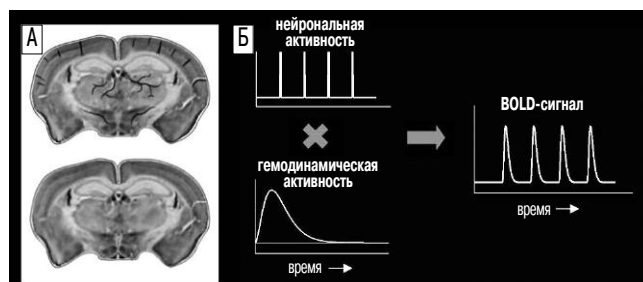 А
Б
нейрональная
активность
гемодинамическая
активность
время
BOLD-сигнал
время